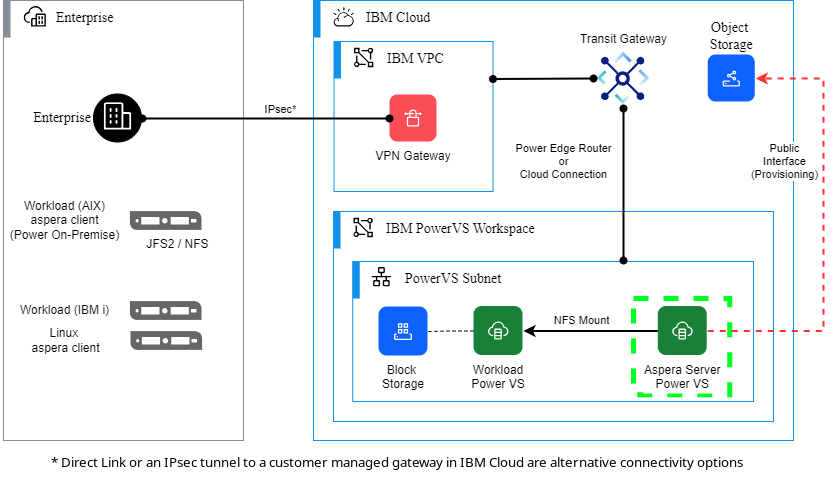 Enterprise
IBM Cloud
IBM VPC
Transit Gateway
Object
Storage
Enterprise
IPsec*
VPN Gateway
Power Edge Router
or
Cloud Connection
Public
Interface
(Provisioning)
Workload (AIX)
aspera client
(Power On-Premise)
JFS2 / NFS
IBM PowerVS Workspace
PowerVS Subnet
Workload (IBM i)
Linux
aspera client
NFS Mount
Block
Storage
Workload
Power VS
Aspera Server
Power VS
* Direct Link or an IPsec tunnel to a customer managed gateway in IBM Cloud are alternative connectivity options